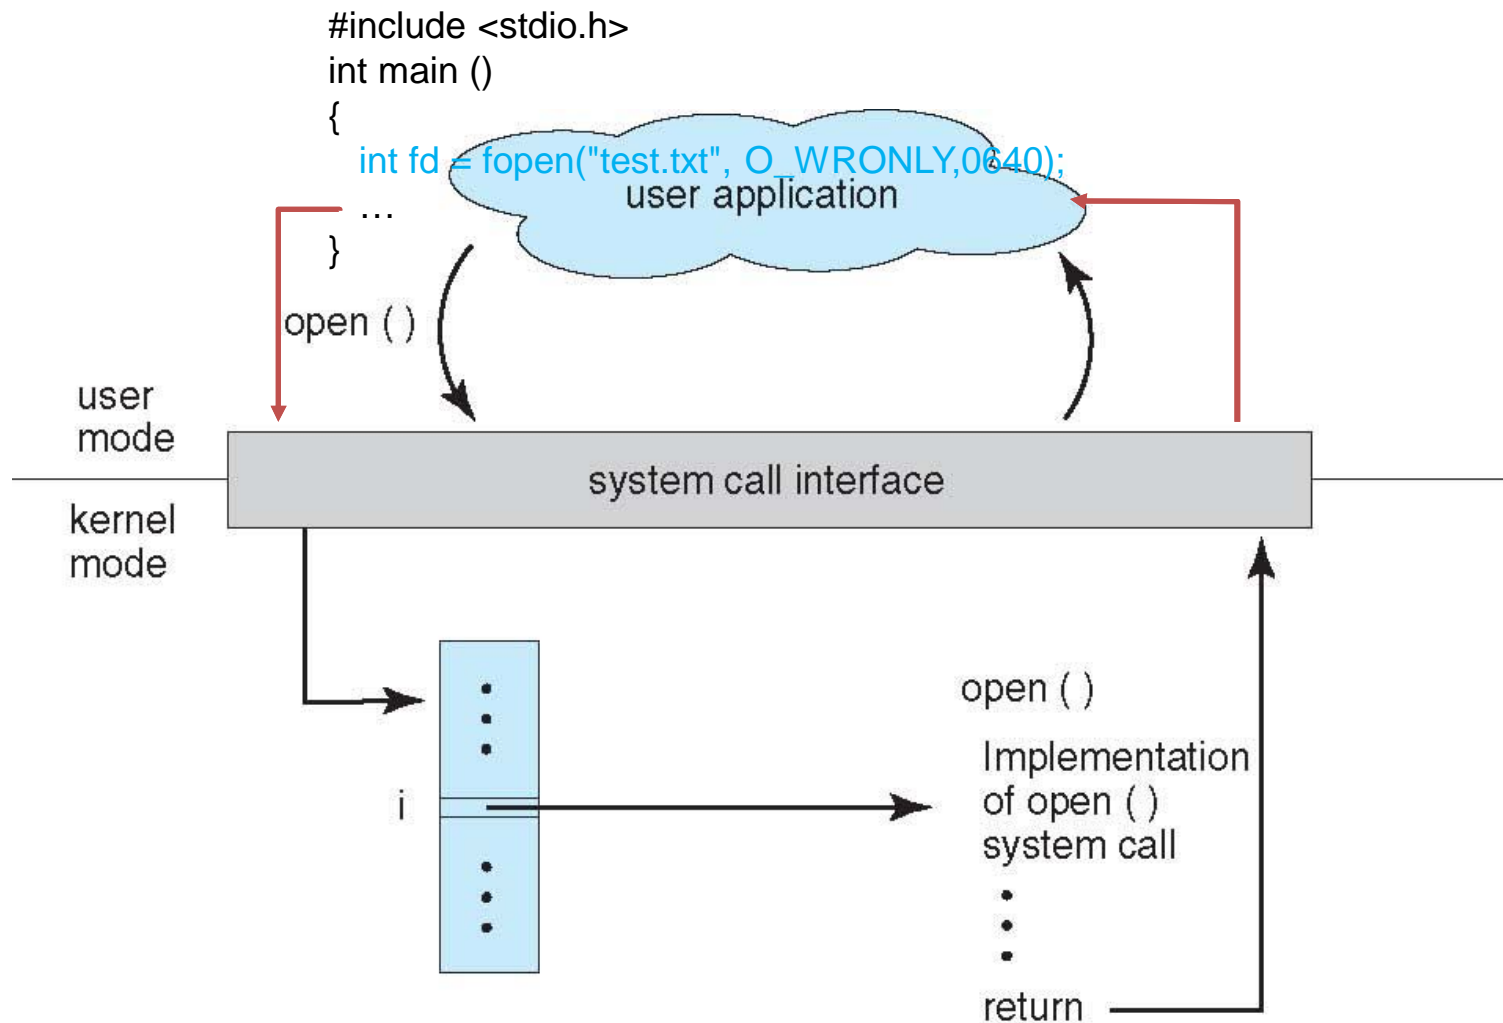 #include <stdio.h>
int main ()
{
int fd = fopen("test.txt", O_WRONLY,0640);
user application
…
}
open ( )
user
mode
system call interface
kernel
mode
open ( )
Implementation
of open ( )
system call
i
return